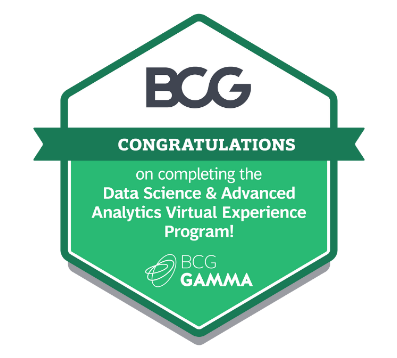 BCG
CONGRATULATIONS
on completing the
Data Science & Advanced
Analytics Virtual Experience
Program!
BCG
GAMMA